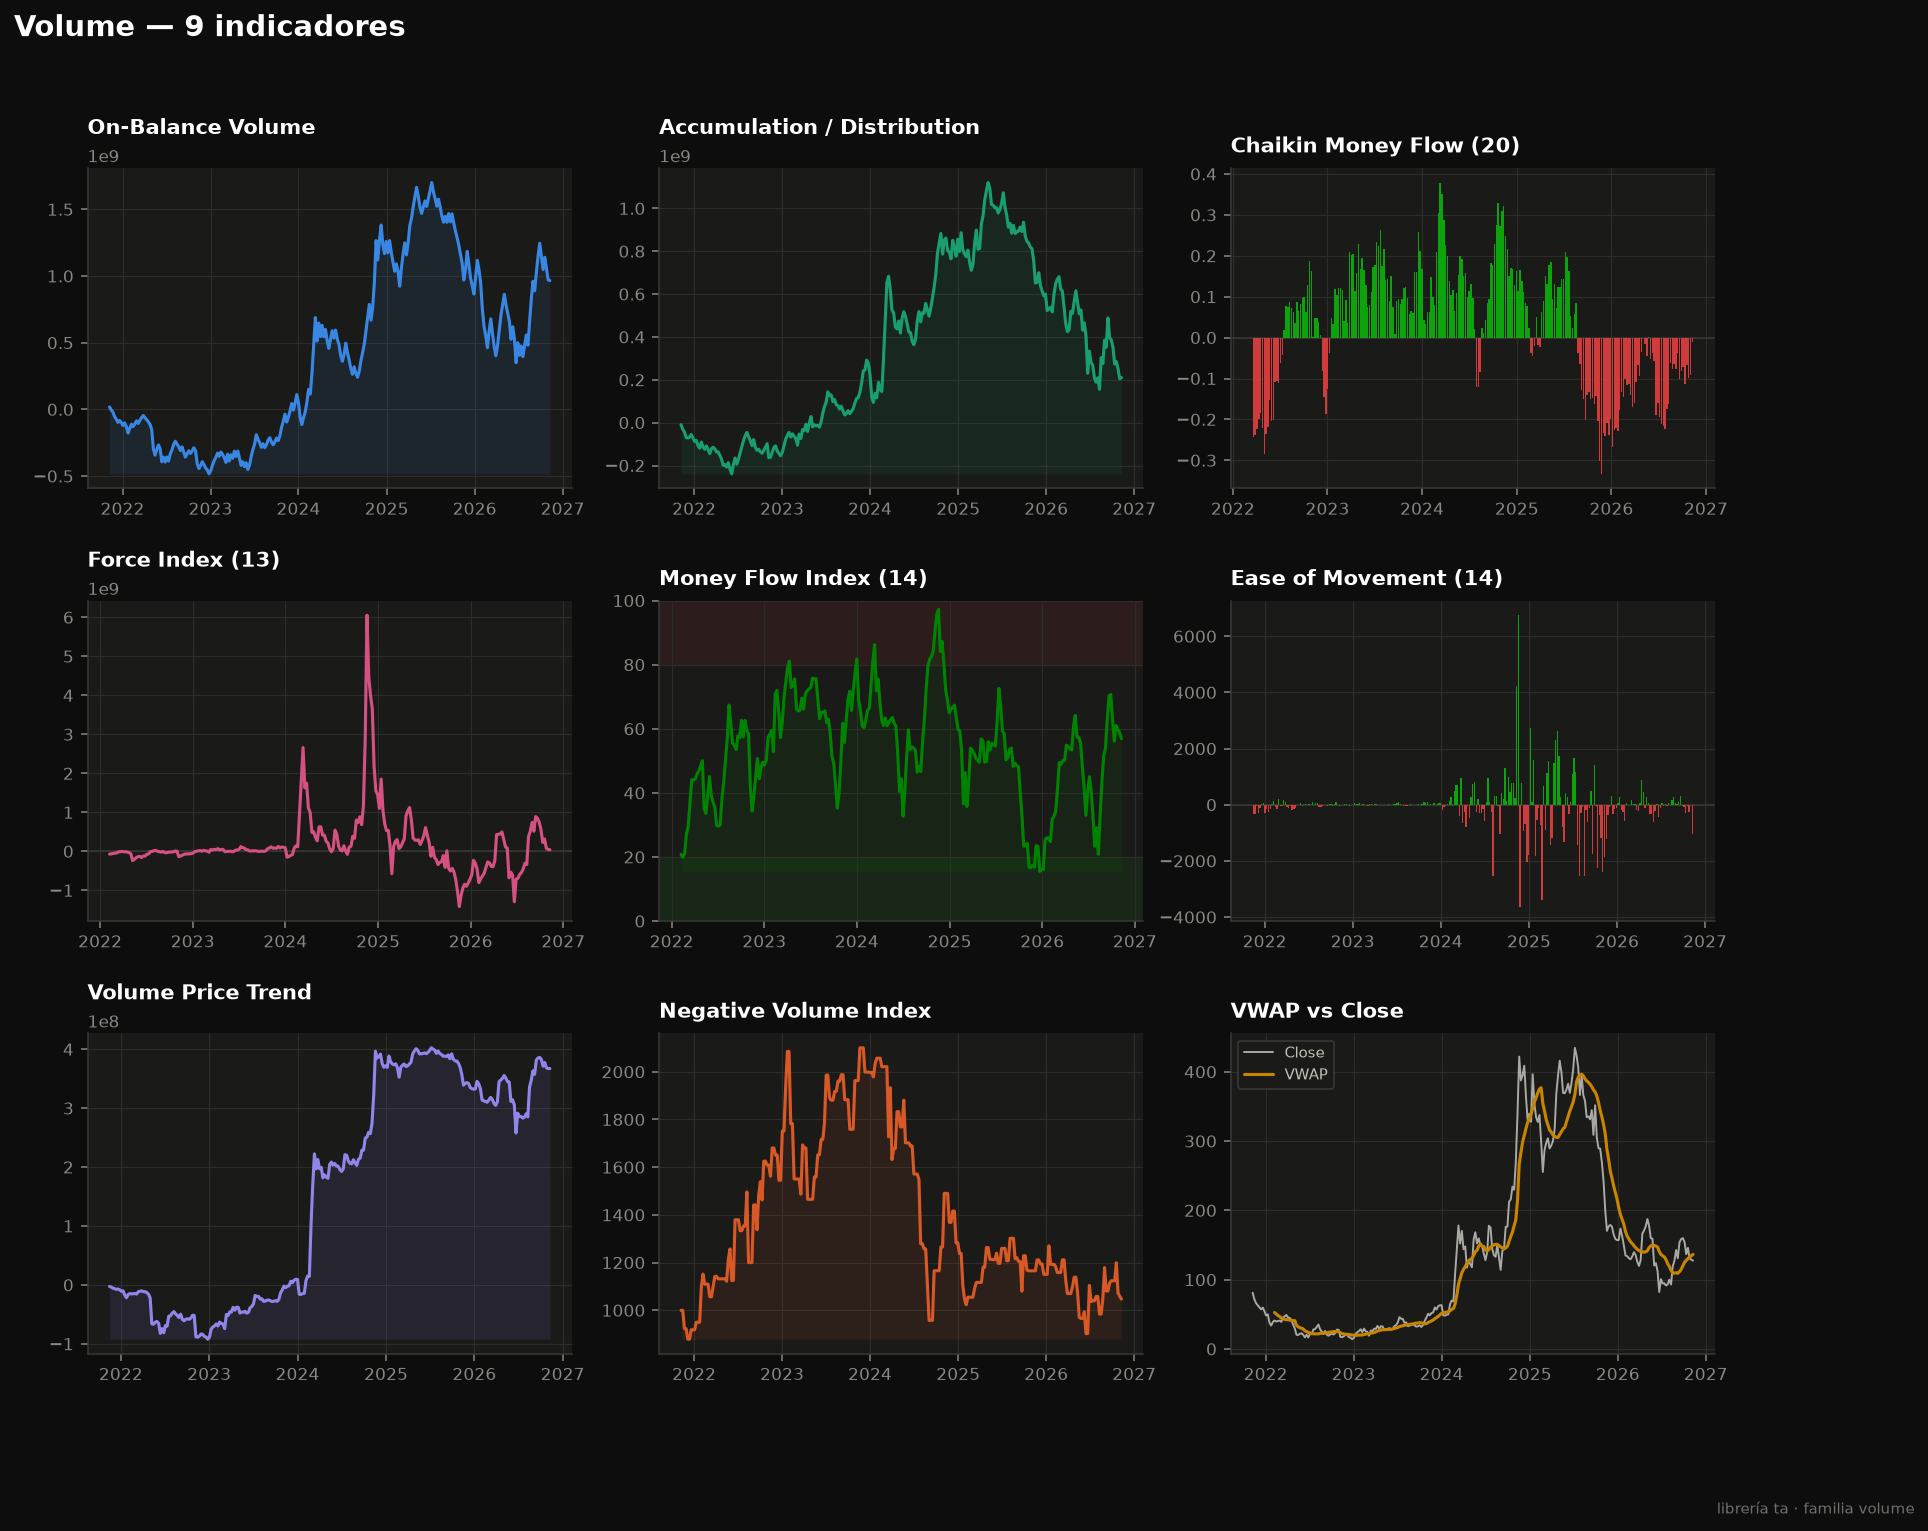 Volume — 9 indicadores
On-Balance Volume
1e9
1.5
1.0
0.5
0.0
−0.5
2022 2023 2024 2025 2026 2027
Accumulation / Distribution
1e9
1.0
0.8
0.6
0.4
0.2
0.0
−0.2
2022 2023 2024 2025 2026 2027
Chaikin Money Flow (20)
0.4
0.3
0.2
0.1
0.0
−0.1
−0.2
−0.3
2022 2023 2024 2025 2026 2027
Force Index (13)
1e9
6
5
4
3
2
1
0
−1
2022 2023 2024 2025 2026 2027
Money Flow Index (14)
100
80
60
40
20
0
2022 2023 2024 2025 2026 2027
Ease of Movement (14)
6000
4000
2000
0
−2000
−4000
2022 2023 2024 2025 2026 2027
Volume Price Trend
1e8
4
3
2
1
0
−1
2022 2023 2024 2025 2026 2027
Negative Volume Index
2000
1800
1600
1400
1200
1000
2022 2023 2024 2025 2026 2027
VWAP vs Close
Close
VWAP
400
300
200
100
0
2022 2023 2024 2025 2026 2027
librería ta · familia volume